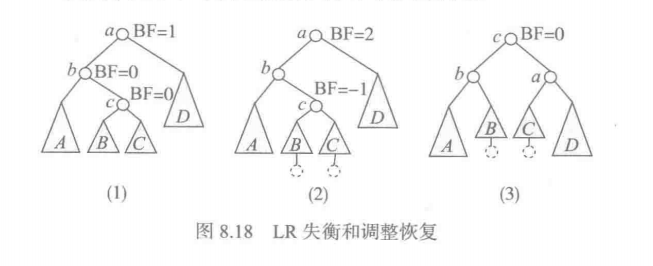 a BF=1
b BF=0
c BF=0
A B C D
(1)
a BF=2
b
BF=-1
c
A B C D
(2)
c BF=0
b a
A B C D
(3)
图 8.18 LR 失衡和调整恢复